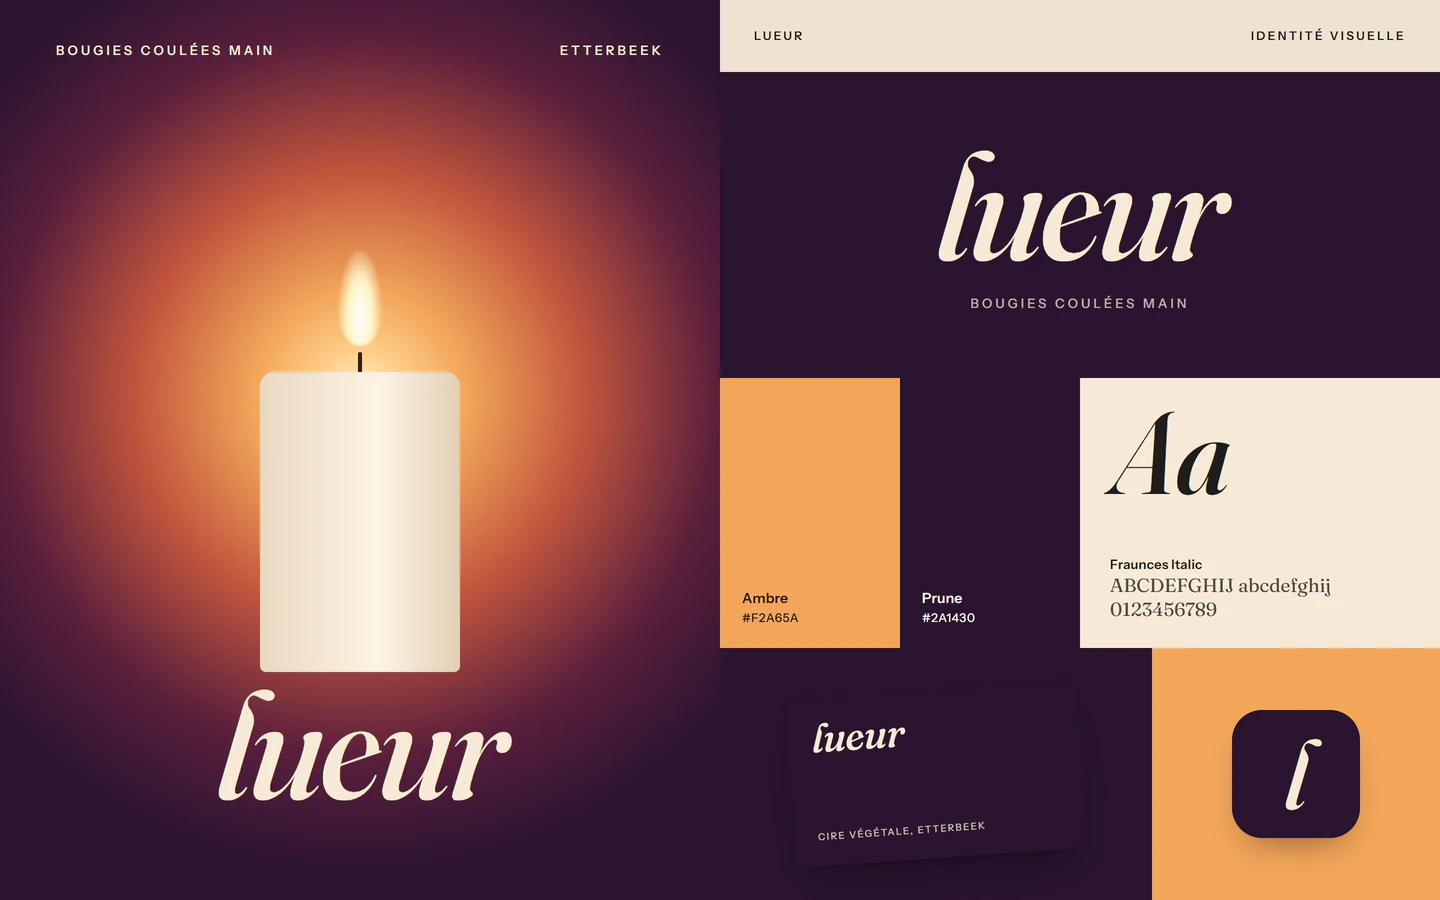 BOUGIES COULÉES MAIN
ETTERBEEK
lueur
LUEUR
IDENTITÉ VISUELLE
lueur
BOUGIES COULÉES MAIN
Ambre
#F2A65A
Prune
#2A1430
Aa
Fraunces Italic
ABCDEFGHIJ abcdefghij
0123456789
lueur
CIRE VÉGÉTALE, ETTERBEEK
l